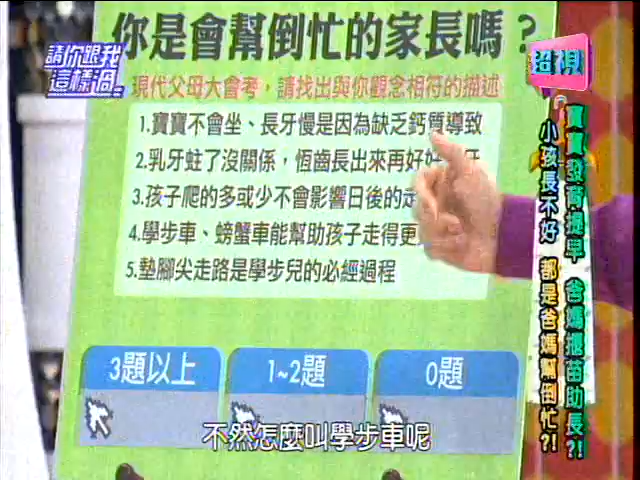 請你跟我
這樣過
你是會幫倒忙的家長嗎？
超視
現代父母大會考，請找出與你觀念相符的描述
1.寶寶不會坐、長牙慢是因為缺乏鈣質導致
2.乳牙蛀了沒關係，恆齒長出來再好好
3.孩子爬的多或少不會影響日後的走
4.學步車、螃蟹車能幫助孩子走得更
5.墊腳尖走路是學步兒的必經過程
3題以上
1~2題
0題
寶寶發育提早 爸媽揠苗助長?!
小孩長不好 都是爸媽幫倒忙?!
不然怎麼叫學步車呢